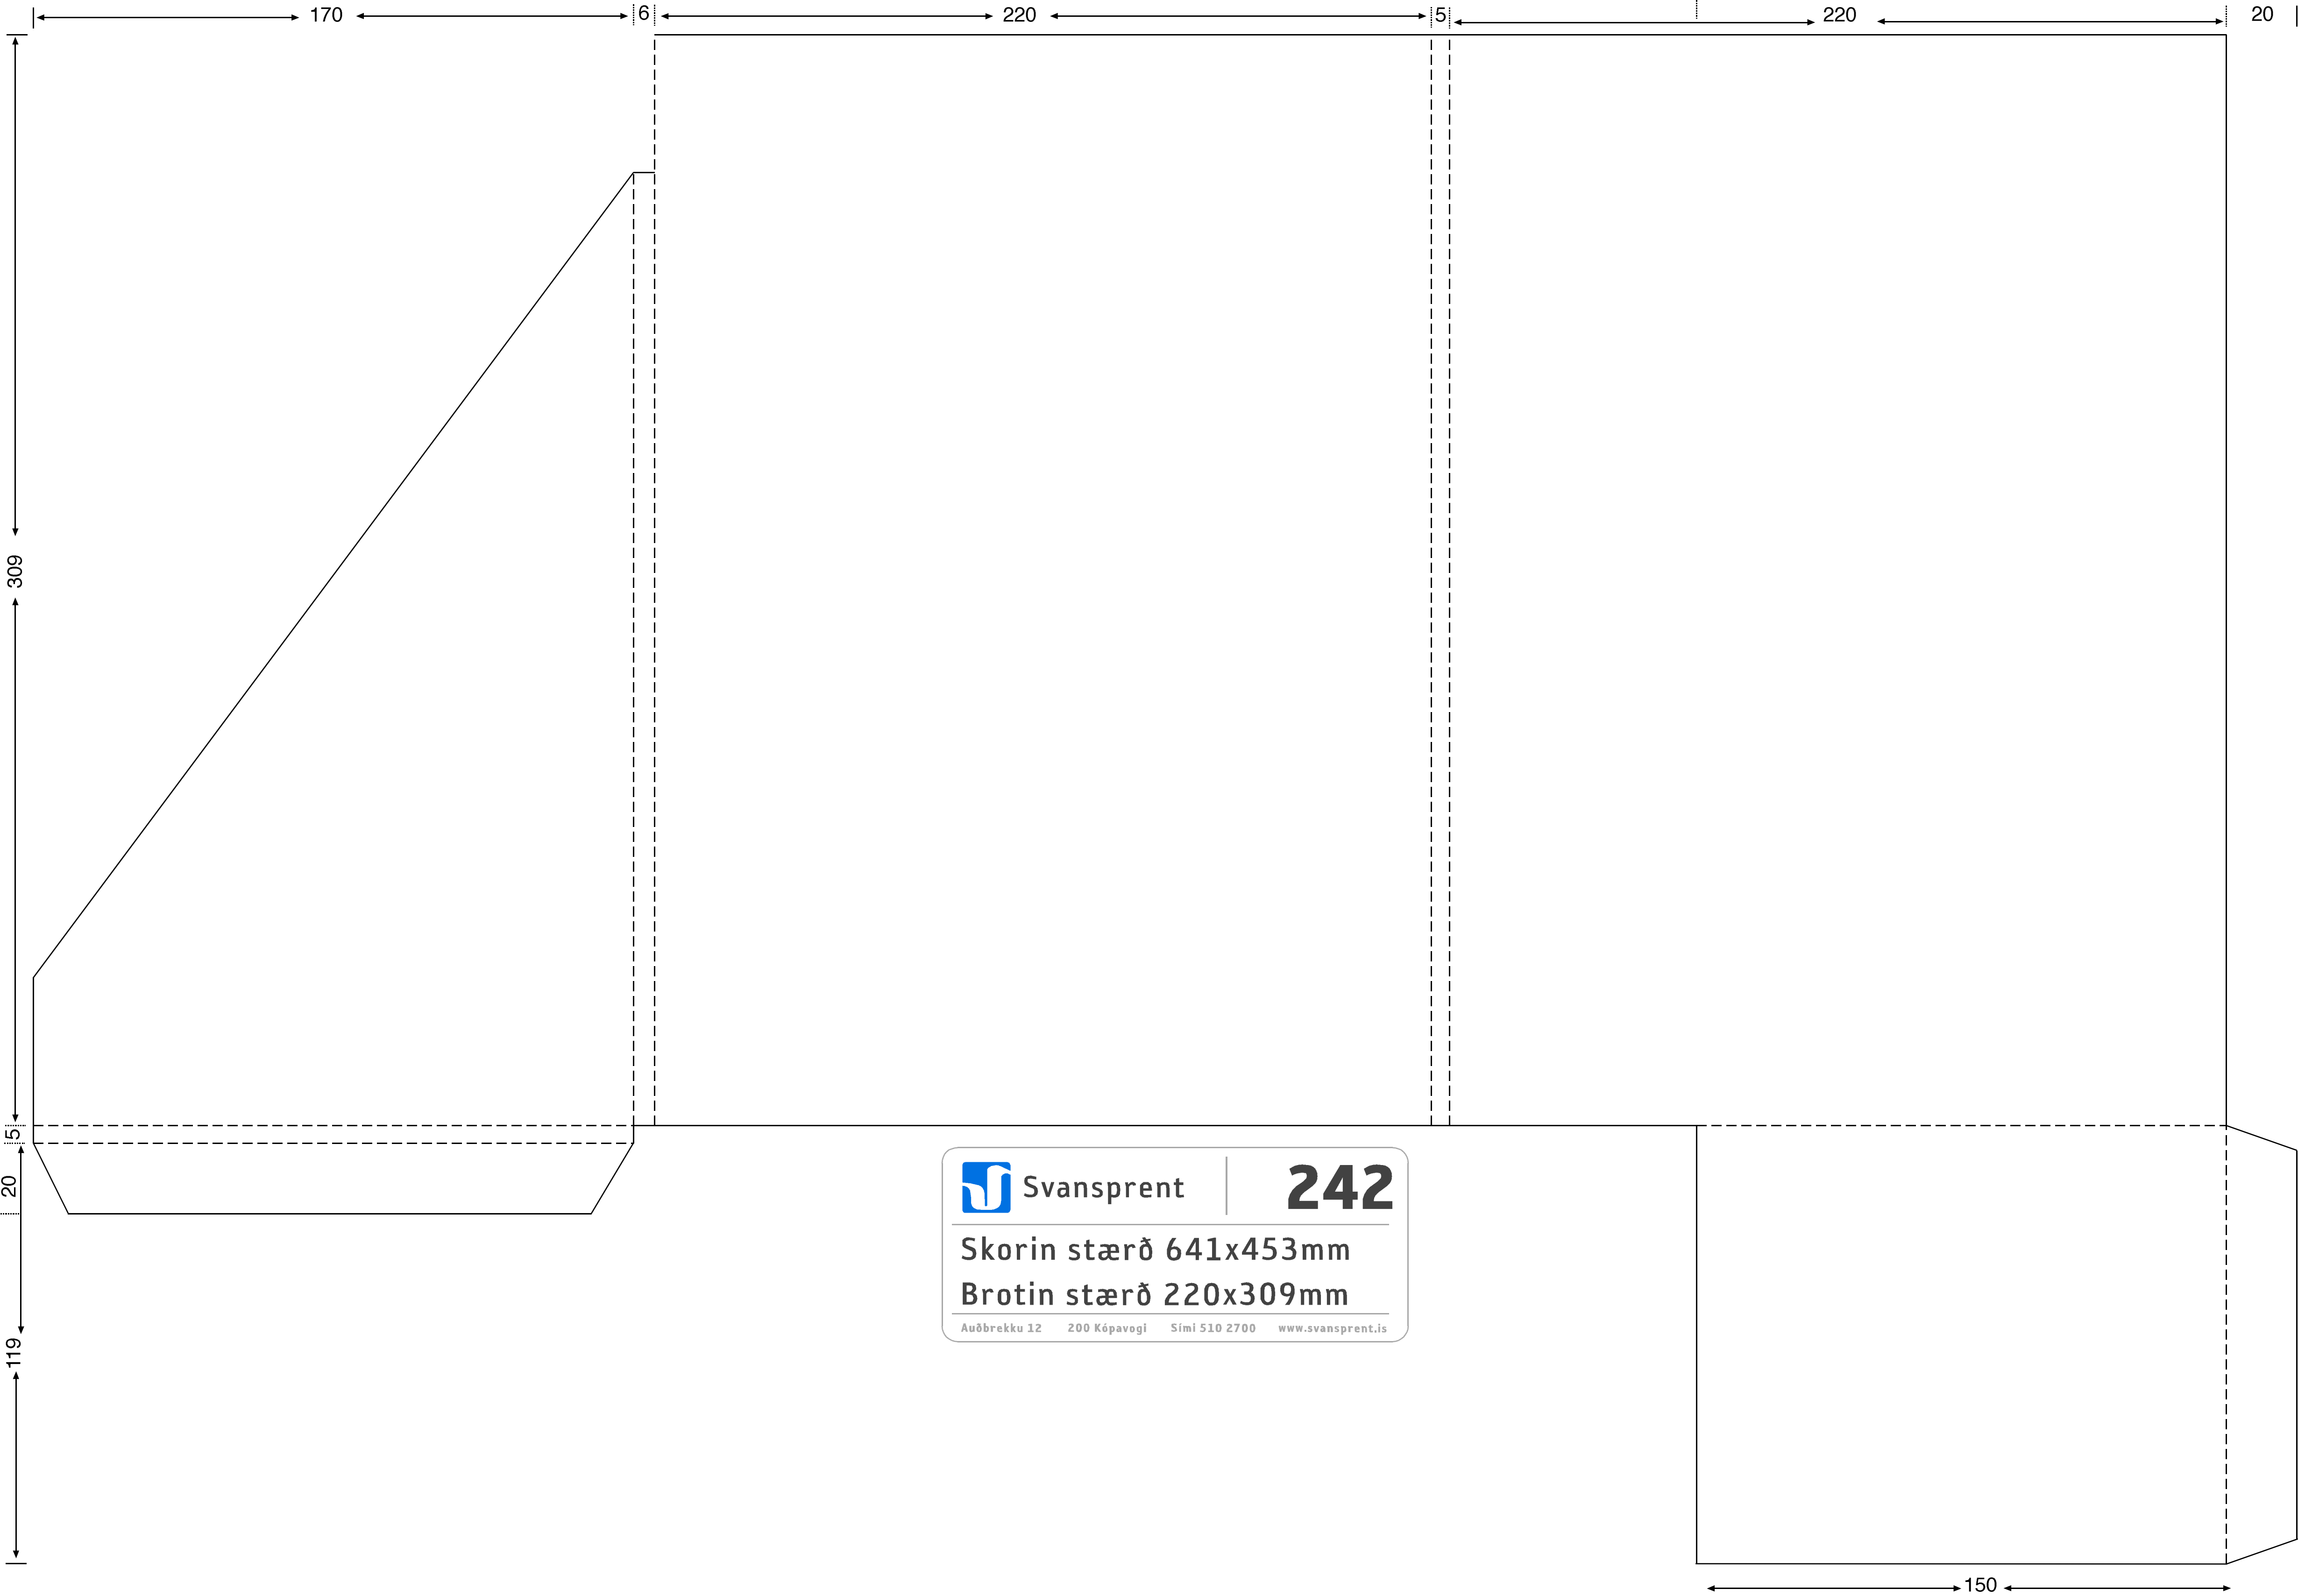 170 6 220 5 220 20
309
5
20
119
Svansprent 242
Skorin stærð 641x453mm
Brotin stærð 220x309mm
Auðbrekku 12 200 Kópavogi Sími 510 2700 www.svansprent.is
150